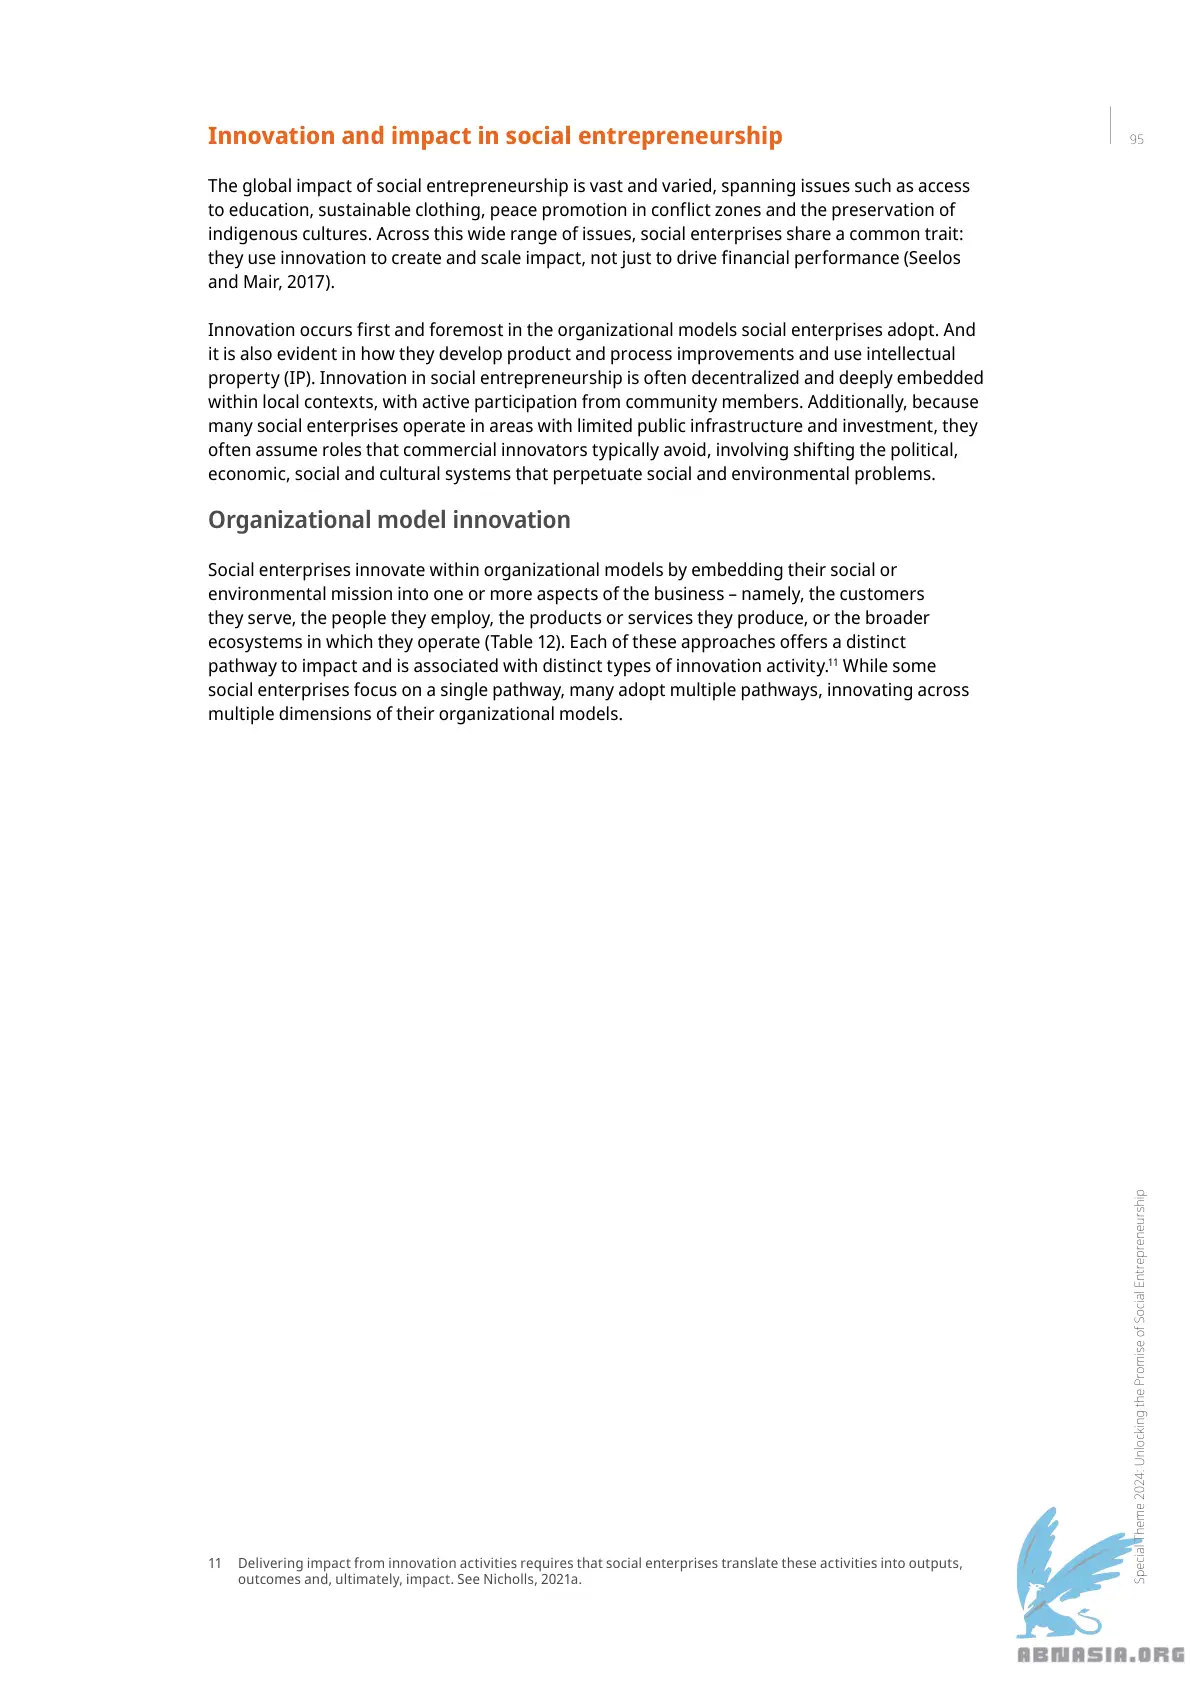 Innovation and impact in social entrepreneurship
95
The global impact of social entrepreneurship is vast and varied, spanning issues such as access
to education, sustainable clothing, peace promotion in conflict zones and the preservation of
indigenous cultures. Across this wide range of issues, social enterprises share a common trait:
they use innovation to create and scale impact, not just to drive financial performance (Seelos
and Mair, 2017).
Innovation occurs first and foremost in the organizational models social enterprises adopt. And
it is also evident in how they develop product and process improvements and use intellectual
property (IP). Innovation in social entrepreneurship is often decentralized and deeply embedded
within local contexts, with active participation from community members. Additionally, because
many social enterprises operate in areas with limited public infrastructure and investment, they
often assume roles that commercial innovators typically avoid, involving shifting the political,
economic, social and cultural systems that perpetuate social and environmental problems.
Organizational model innovation
Social enterprises innovate within organizational models by embedding their social or
environmental mission into one or more aspects of the business – namely, the customers
they serve, the people they employ, the products or services they produce, or the broader
ecosystems in which they operate (Table 12). Each of these approaches offers a distinct
pathway to impact and is associated with distinct types of innovation activity.11 While some
social enterprises focus on a single pathway, many adopt multiple pathways, innovating across
multiple dimensions of their organizational models.
Special Theme 2024: Unlocking the Promise of Social Entrepreneurship
11 Delivering impact from innovation activities requires that social enterprises translate these activities into outputs,
outcomes and, ultimately, impact. See Nicholls, 2021a.
ABNASIA.ORG